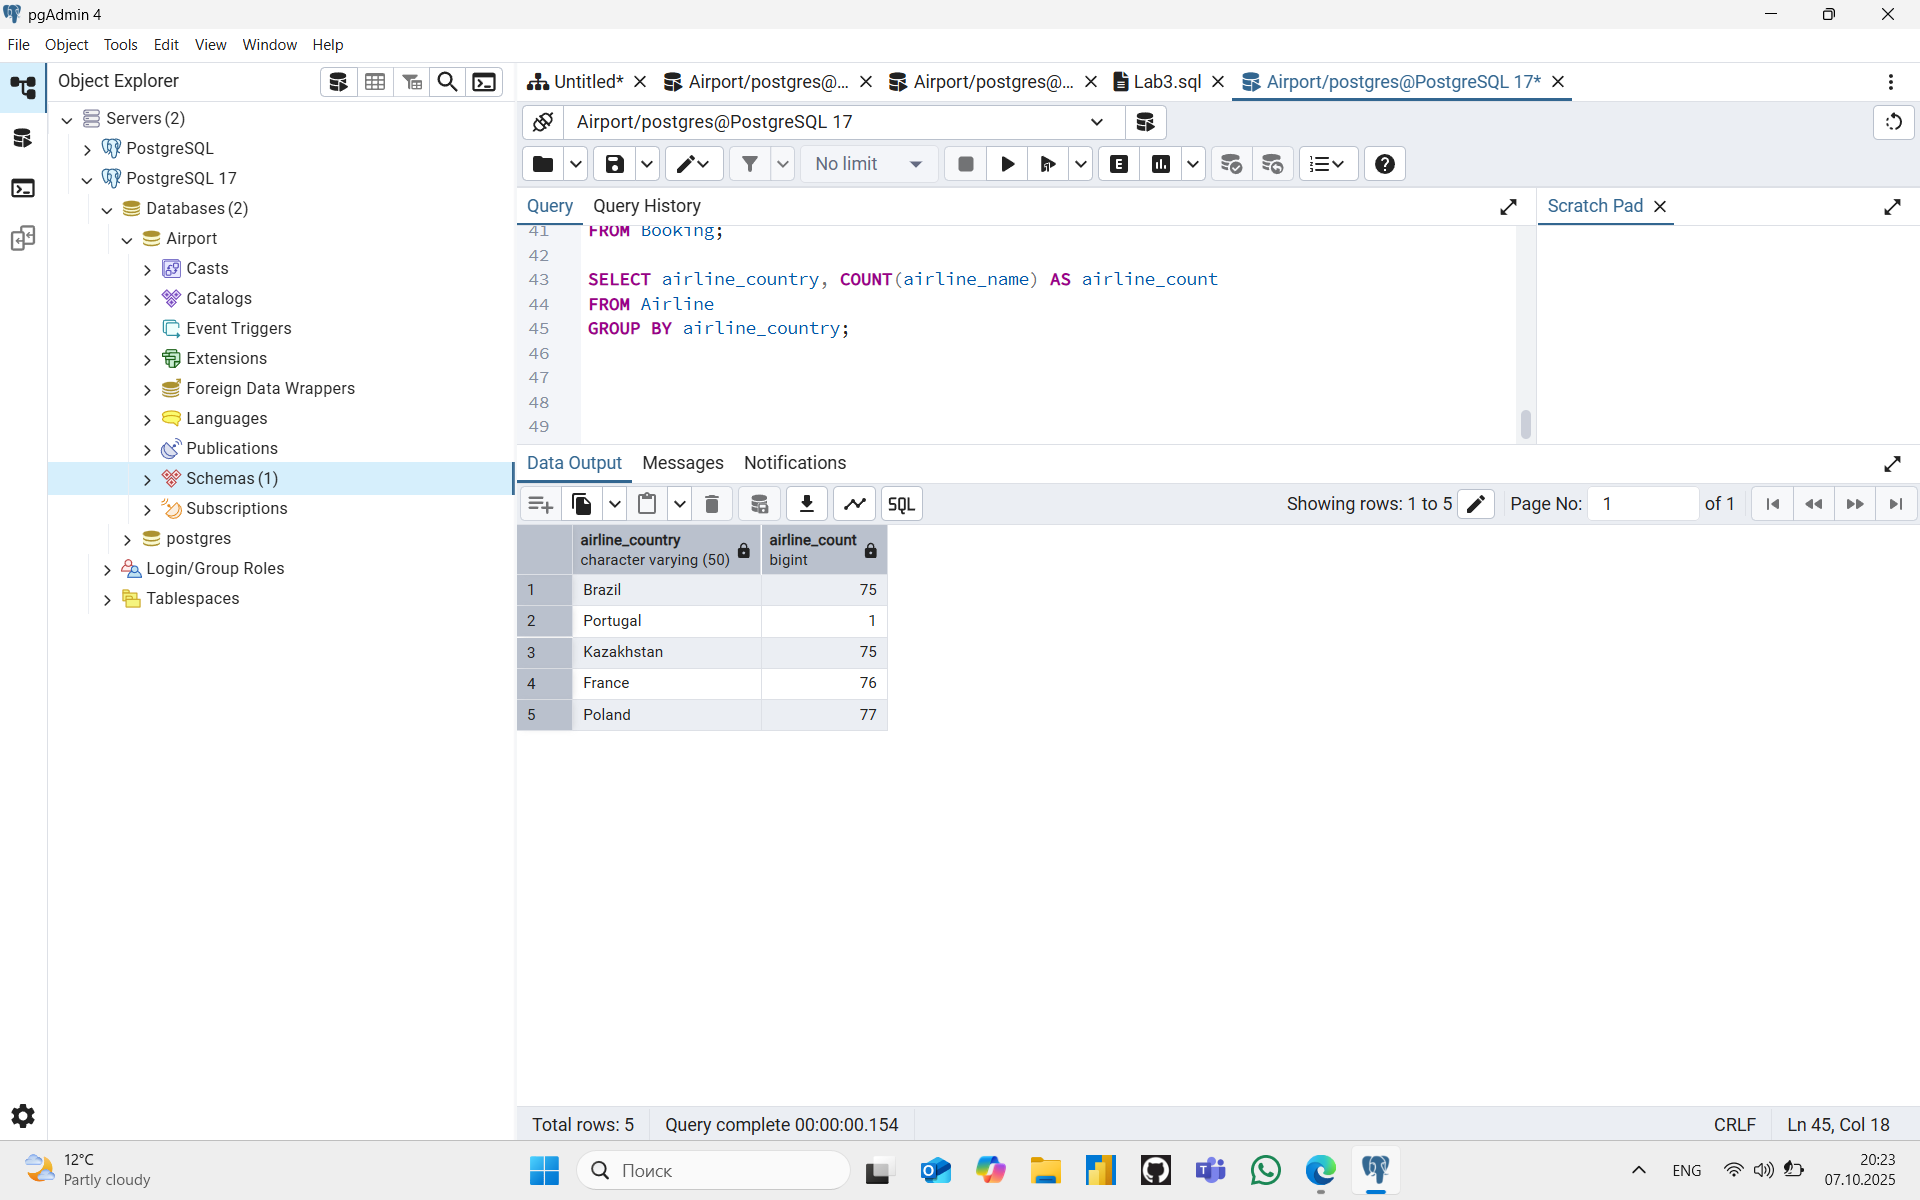 pgAdmin 4
File Object Tools Edit View Window Help
Object Explorer
Servers (2)
PostgreSQL
PostgreSQL 17
Databases (2)
Airport
Casts
Catalogs
Event Triggers
Extensions
Foreign Data Wrappers
Languages
Publications
Schemas (1)
Subscriptions
postgres
Login/Group Roles
Tablespaces
Untitled* Airport/postgres@... Airport/postgres@... Lab3.sql Airport/postgres@PostgreSQL 17*
Airport/postgres@PostgreSQL 17
No limit E
Query Query History Scratch Pad
41 FROM Booking;
42
43 SELECT airline_country, COUNT(airline_name) AS airline_count
44 FROM Airline
45 GROUP BY airline_country;
46
47
48
49
Data Output Messages Notifications
SQL Showing rows: 1 to 5 Page No: 1 of 1
airline_country airline_count
character varying (50) bigint
1 Brazil 75
2 Portugal 1
3 Kazakhstan 75
4 France 76
5 Poland 77
Total rows: 5 Query complete 00:00:00.154 CRLF Ln 45, Col 18
12°C
Partly cloudy
Поиск
ENG
20:23
07.10.2025